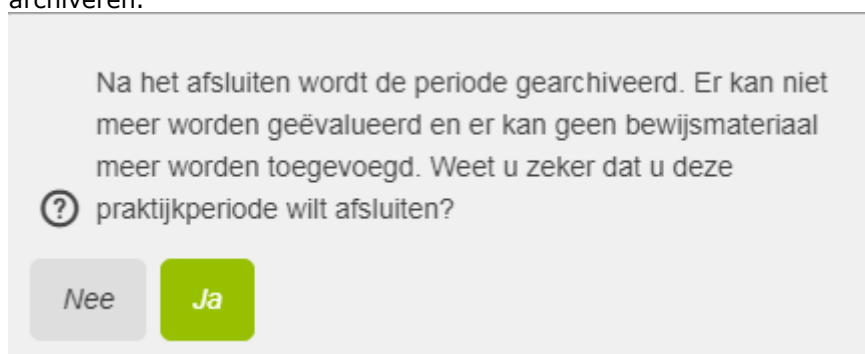 archiveren.
Na het afsluiten wordt de periode gearchiveerd. Er kan niet
meer worden geëvalueerd en er kan geen bewijsmateriaal
meer worden toegevoegd. Weet u zeker dat u deze
praktijkperiode wilt afsluiten?
Nee Ja